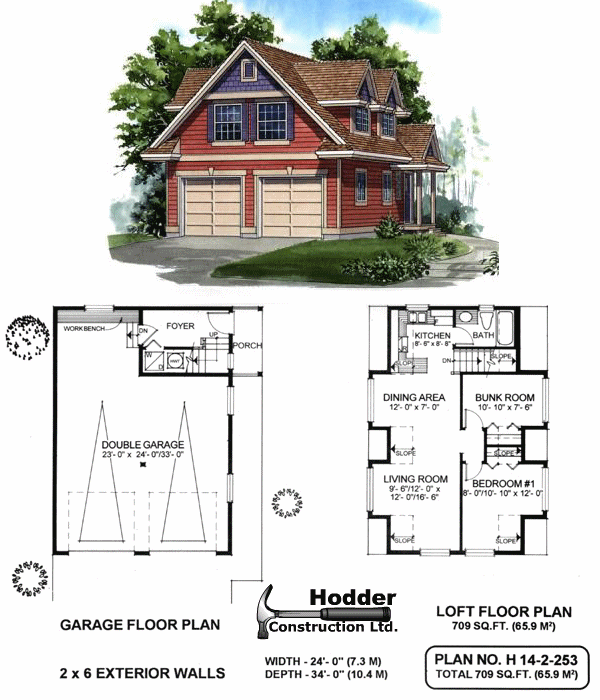 WORKBENCH
DN
FOYER
UP
W
D
HWT
PORCH
DOUBLE GARAGE
23'- 0" x 24'- 0"/33'- 0"
KITCHEN
8'- 6" x 8'- 8"
BATH
SLOPE
DN
SLOPE
DINING AREA
12'- 0" x 7'- 0"
BUNK ROOM
10'- 10" x 7'- 6"
SLOPE
SLOPE
LIVING ROOM
9'- 6"/12'- 0" x
12'- 0"/16'- 6"
BEDROOM #1
8'- 0"/10'- 10" x 12'- 0"
SLOPE
SLOPE
GARAGE FLOOR PLAN
Hodder
Construction Ltd.
LOFT FLOOR PLAN
709 SQ.FT. (65.9 M²)
2 x 6 EXTERIOR WALLS
WIDTH - 24'- 0" (7.3 M)
DEPTH - 34'- 0" (10.4 M)
PLAN NO. H 14-2-253
TOTAL 709 SQ.FT. (65.9 M²)